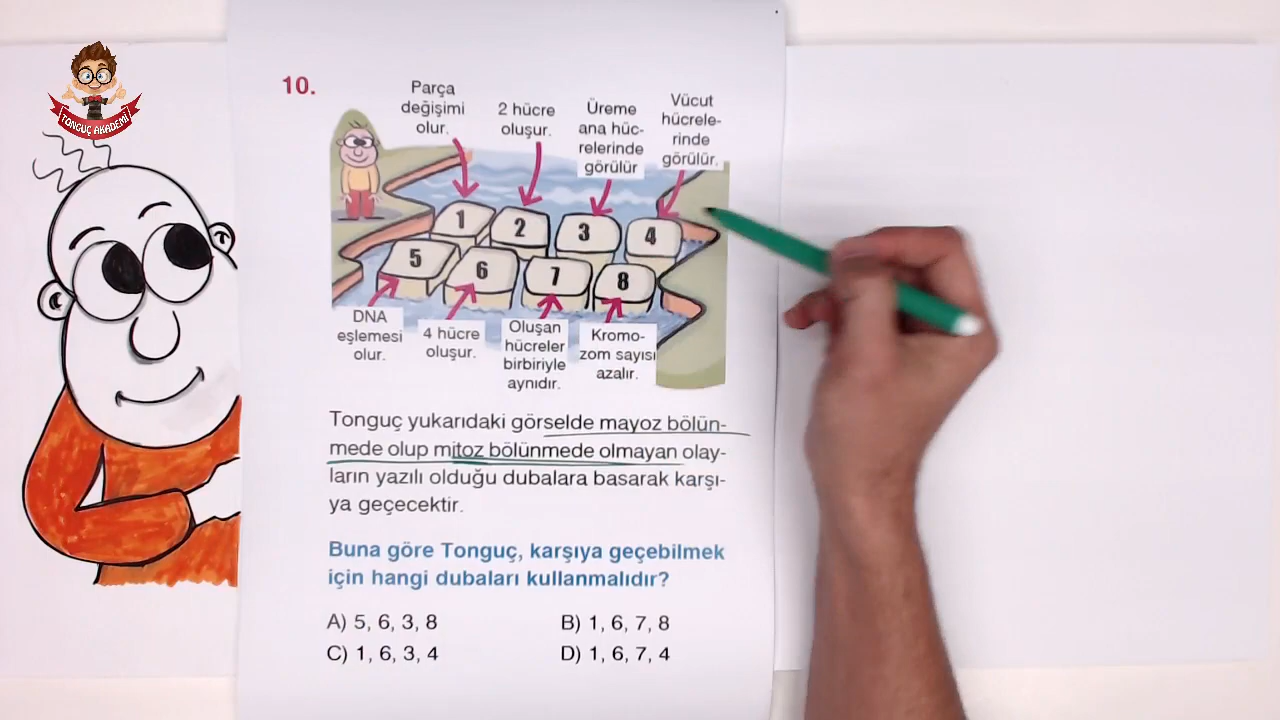 TONGUÇ AKADEMİ
10.
Parça
değişimi
olur.
2 hücre
oluşur.
Üreme
ana hüc-
relerinde
görülür
Vücut
hücrele-
rinde
görülür.
1
2
3
4
5
6
7
8
DNA
eşlemesi
olur.
4 hücre
oluşur.
Oluşan
hücreler
birbiriyle
aynıdır.
Kromo-
zom sayısı
azalır.
Tonguç yukarıdaki görselde mayoz bölün-
mede olup mitoz bölünmede olmayan olay-
ların yazılı olduğu dubalara basarak karşı-
ya geçecektir.
Buna göre Tonguç, karşıya geçebilmek
için hangi dubaları kullanmalıdır?
A) 5, 6, 3, 8
B) 1, 6, 7, 8
C) 1, 6, 3, 4
D) 1, 6, 7, 4